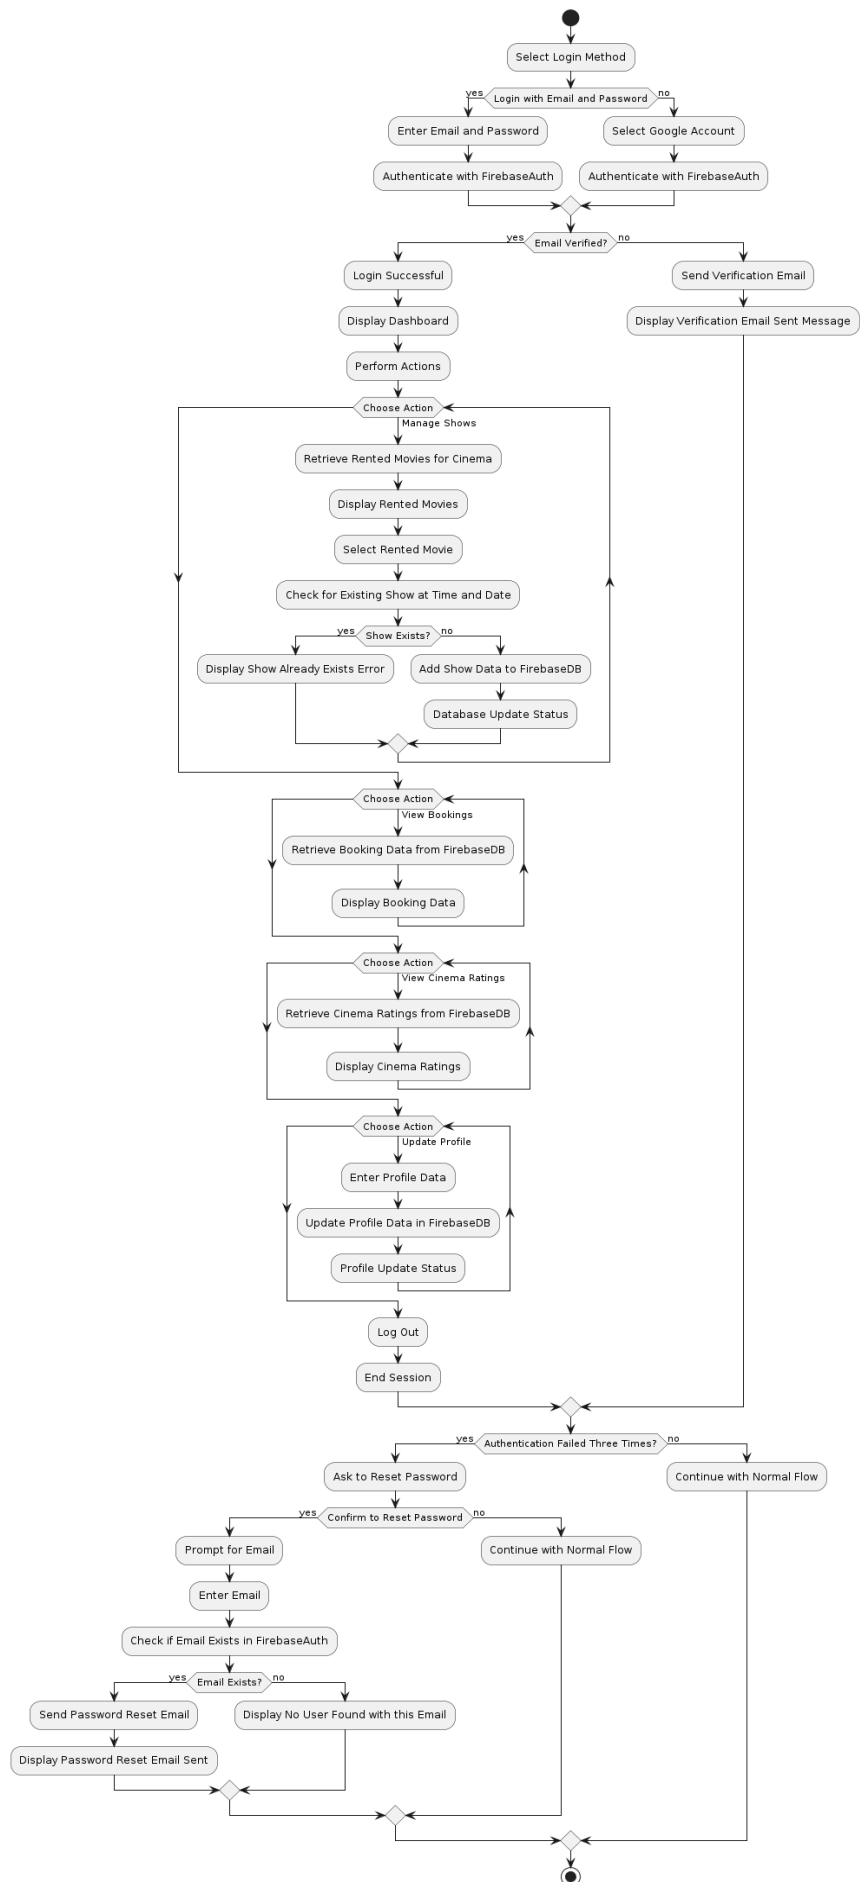 Select Login Method
yes
Login with Email and Password
no
Enter Email and Password
Select Google Account
Authenticate with FirebaseAuth
Authenticate with FirebaseAuth
yes
Email Verified?
no
Login Successful
Send Verification Email
Display Dashboard
Display Verification Email Sent Message
Perform Actions
Choose Action
Manage Shows
Retrieve Rented Movies for Cinema
Display Rented Movies
Select Rented Movie
Check for Existing Show at Time and Date
yes
Show Exists?
no
Display Show Already Exists Error
Add Show Data to FirebaseDB
Database Update Status
Choose Action
View Bookings
Retrieve Booking Data from FirebaseDB
Display Booking Data
Choose Action
View Cinema Ratings
Retrieve Cinema Ratings from FirebaseDB
Display Cinema Ratings
Choose Action
Update Profile
Enter Profile Data
Update Profile Data in FirebaseDB
Profile Update Status
Log Out
End Session
yes
Authentication Failed Three Times?
no
Ask to Reset Password
Continue with Normal Flow
yes
Confirm to Reset Password
no
Prompt for Email
Continue with Normal Flow
Enter Email
Check if Email Exists in FirebaseAuth
yes
Email Exists?
no
Send Password Reset Email
Display No User Found with this Email
Display Password Reset Email Sent